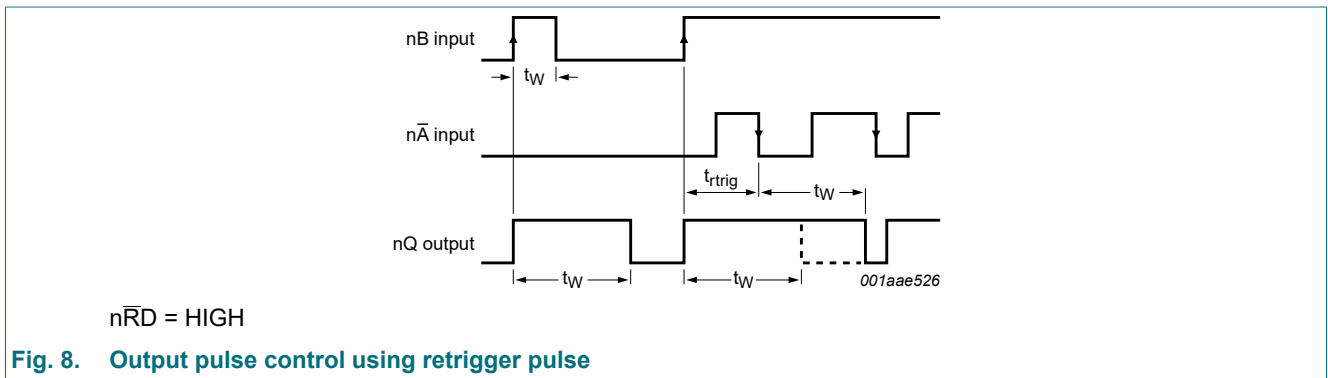 nB input
tW
nA̅ input
trtrig
tW
nQ output
tW
tW
001aae526
nR̅D̅ = HIGH
Fig. 8. Output pulse control using retrigger pulse